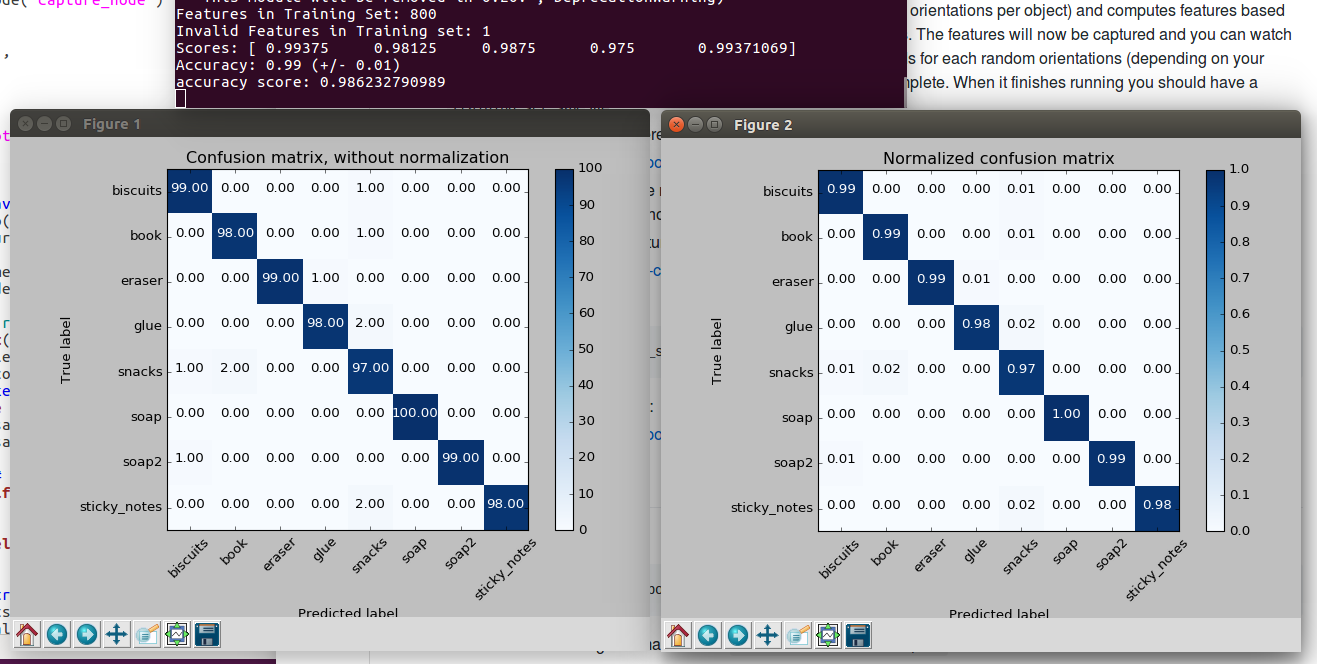 ode('capture_node')
orientations per object) and computes features based
Features in Training Set: 800
. The features will now be captured and you can watch
Invalid Features in Training set: 1
Scores: [ 0.99375 0.98125 0.9875 0.975 0.99371069]
s for each random orientations (depending on your
Accuracy: 0.99 (+/- 0.01)
nplete. When it finishes running you should have a
accuracy score: 0.986232790989
Figure 1
Confusion matrix, without normalization
True label
biscuits 99.00 0.00 0.00 0.00 1.00 0.00 0.00 0.00
book 0.00 98.00 0.00 0.00 1.00 0.00 0.00 0.00
eraser 0.00 0.00 99.00 1.00 0.00 0.00 0.00 0.00
glue 0.00 0.00 0.00 98.00 2.00 0.00 0.00 0.00
snacks 1.00 2.00 0.00 0.00 97.00 0.00 0.00 0.00
soap 0.00 0.00 0.00 0.00 0.00 100.00 0.00 0.00
soap2 1.00 0.00 0.00 0.00 0.00 0.00 99.00 0.00
sticky_notes 0.00 0.00 0.00 0.00 2.00 0.00 0.00 98.00
biscuits book eraser glue snacks soap soap2 sticky_notes
Predicted label
100
90
80
70
60
50
40
30
20
10
0
Figure 2
Normalized confusion matrix
True label
biscuits 0.99 0.00 0.00 0.00 0.01 0.00 0.00 0.00
book 0.00 0.99 0.00 0.00 0.01 0.00 0.00 0.00
eraser 0.00 0.00 0.99 0.01 0.00 0.00 0.00 0.00
glue 0.00 0.00 0.00 0.98 0.02 0.00 0.00 0.00
snacks 0.01 0.02 0.00 0.00 0.97 0.00 0.00 0.00
soap 0.00 0.00 0.00 0.00 0.00 1.00 0.00 0.00
soap2 0.01 0.00 0.00 0.00 0.00 0.00 0.99 0.00
sticky_notes 0.00 0.00 0.00 0.00 0.02 0.00 0.00 0.98
biscuits book eraser glue snacks soap soap2 sticky_notes
Predicted label
1.0
0.9
0.8
0.7
0.6
0.5
0.4
0.3
0.2
0.1
0.0